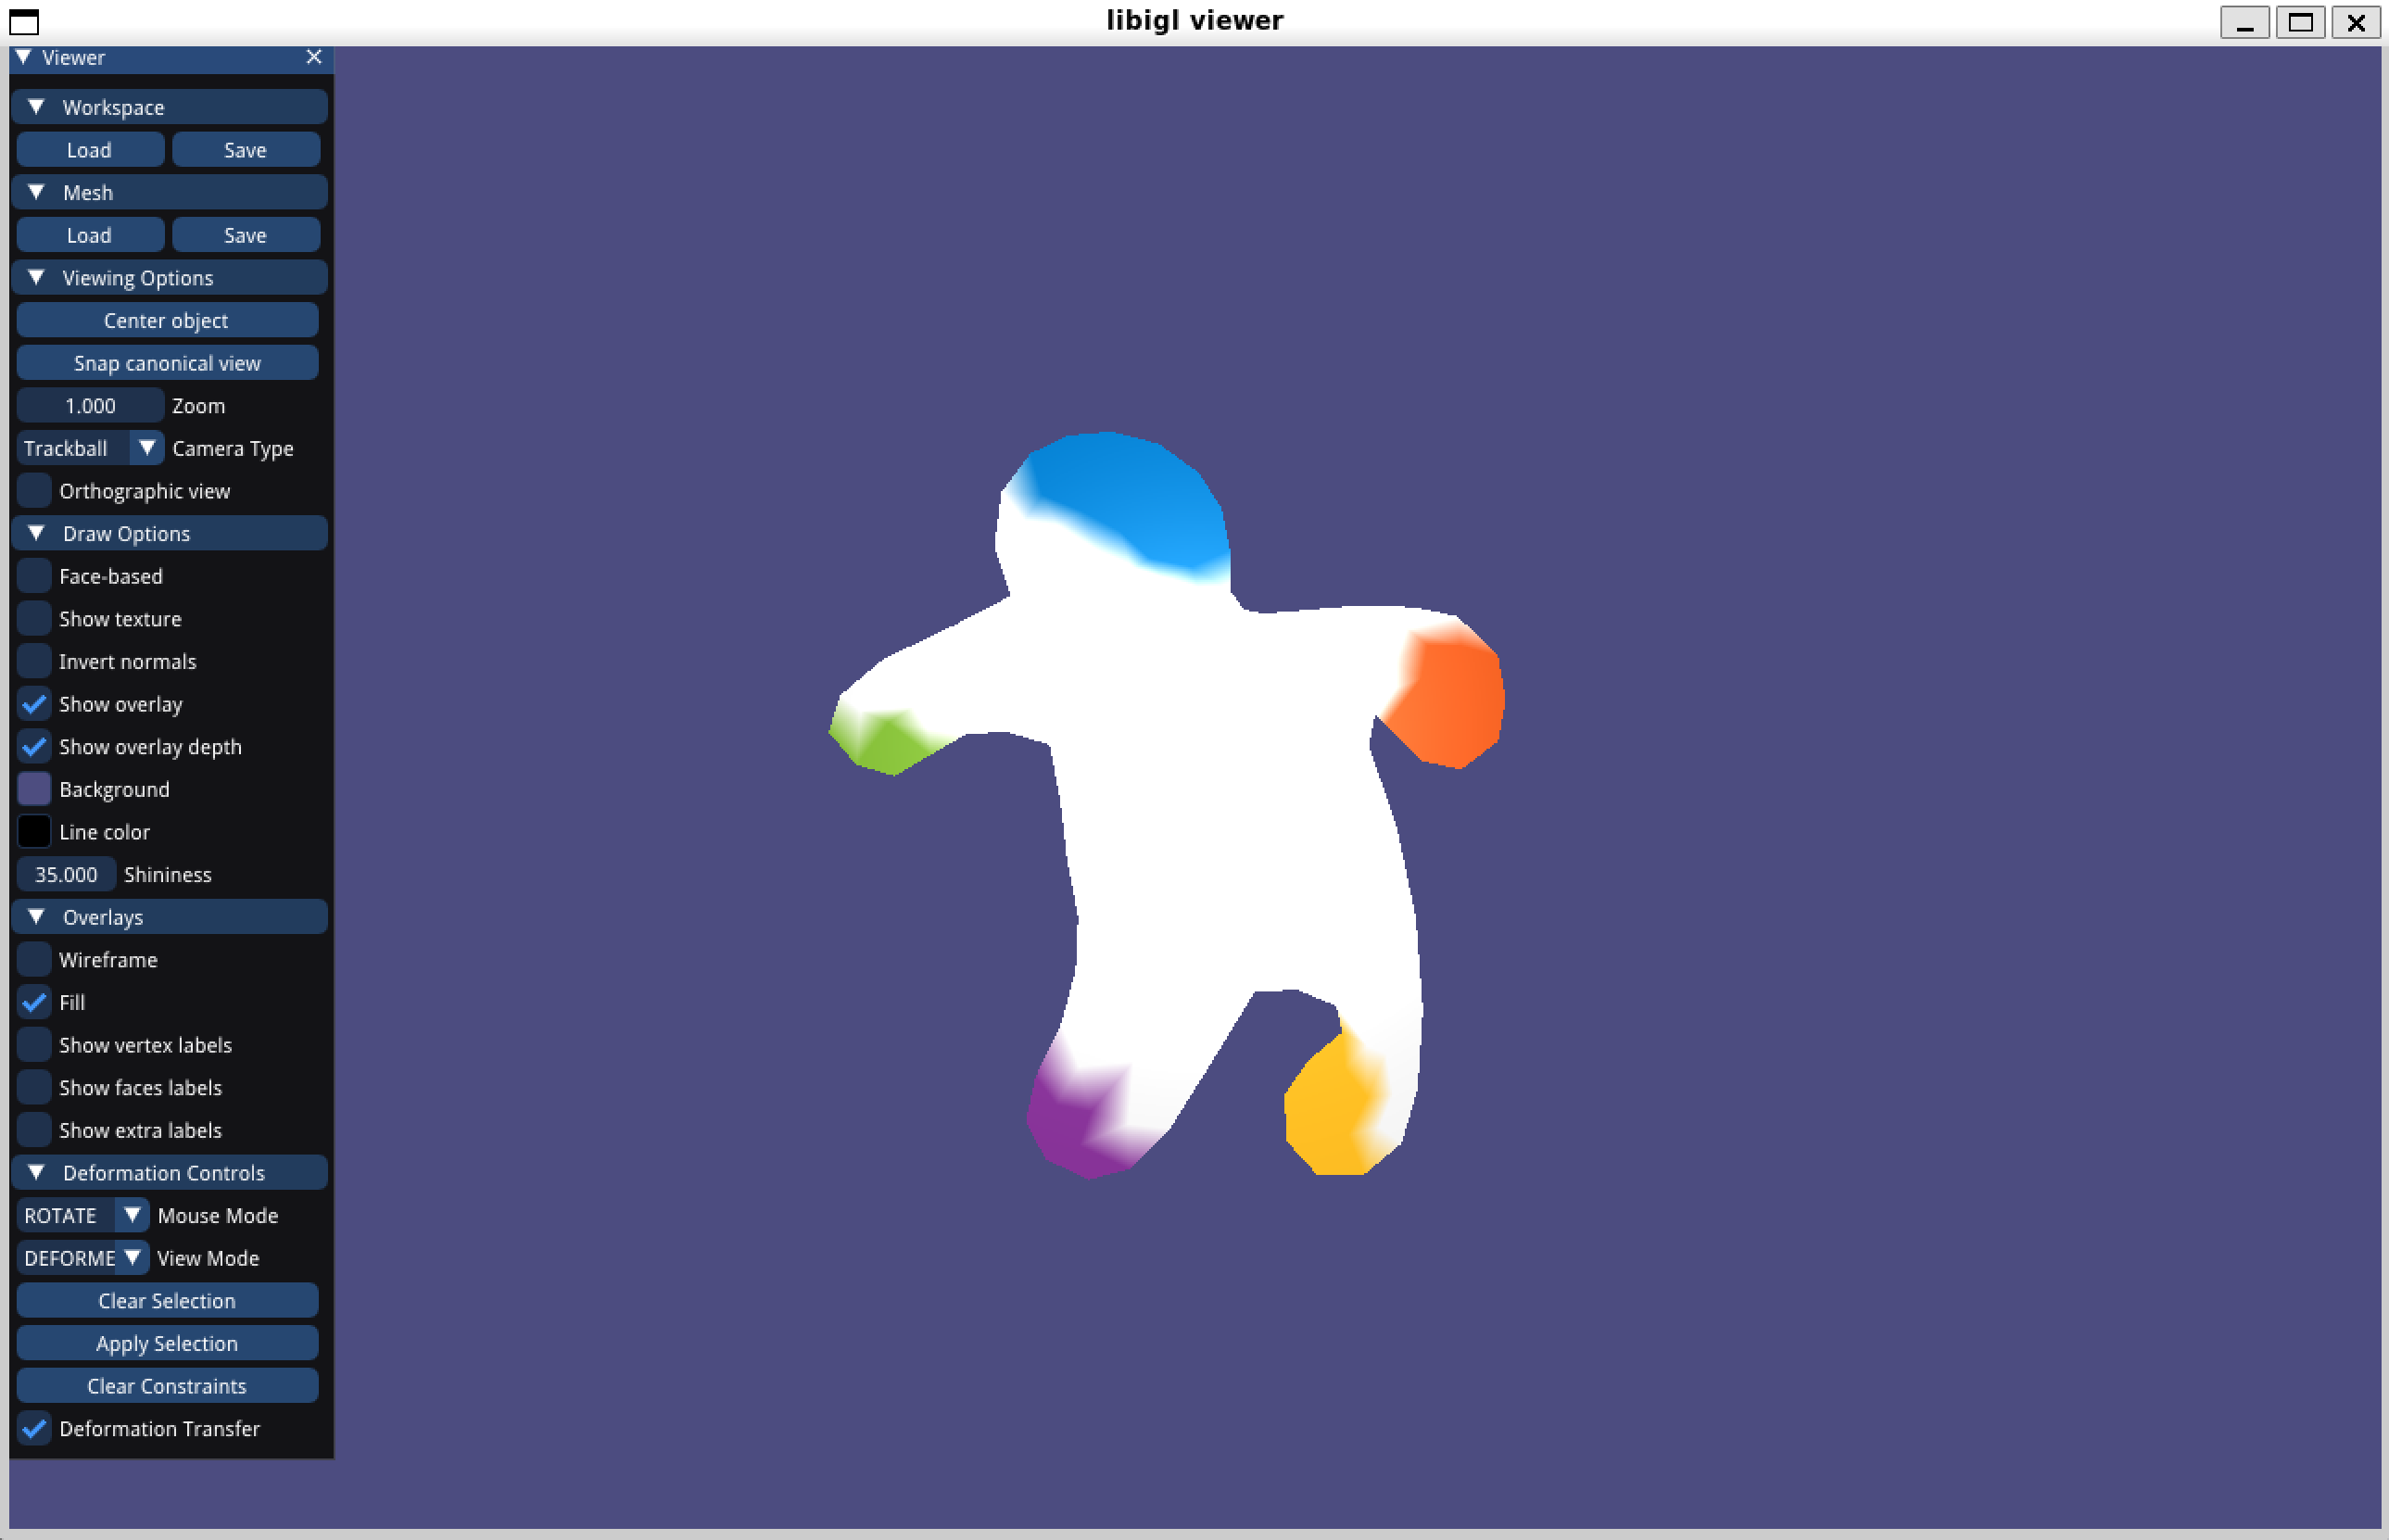 libigl viewer
Viewer
Workspace
Load Save
Mesh
Load Save
Viewing Options
Center object
Snap canonical view
1.000 Zoom
Trackball Camera Type
Orthographic view
Draw Options
Face-based
Show texture
Invert normals
Show overlay
Show overlay depth
Background
Line color
35.000 Shininess
Overlays
Wireframe
Fill
Show vertex labels
Show faces labels
Show extra labels
Deformation Controls
ROTATE Mouse Mode
DEFORME View Mode
Clear Selection
Apply Selection
Clear Constraints
Deformation Transfer